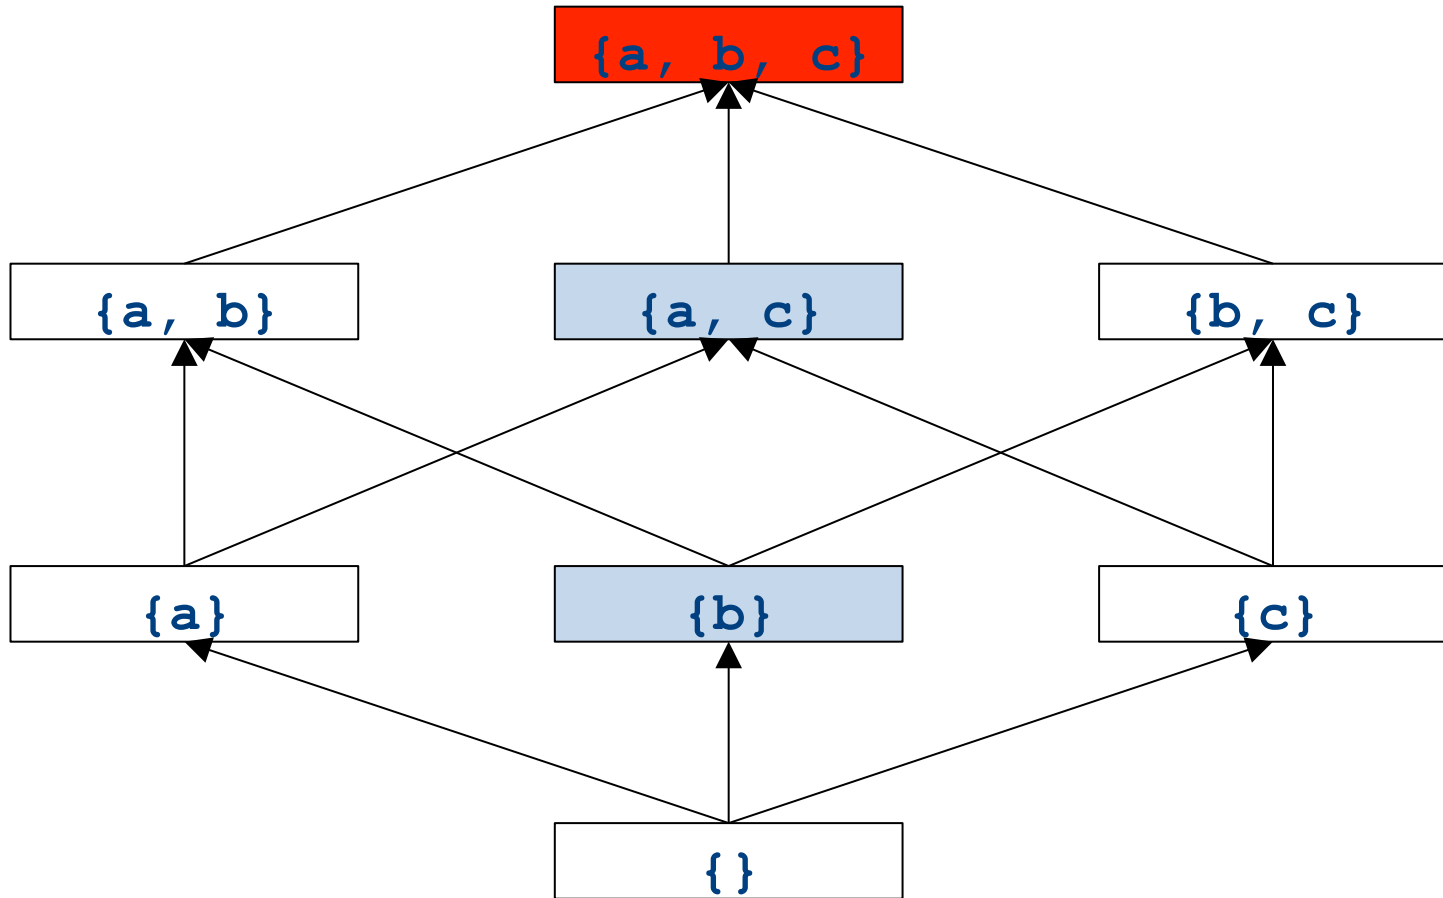 {a, b, c}
{a, b}
{a, c}
{b, c}
{a}
{b}
{c}
{}